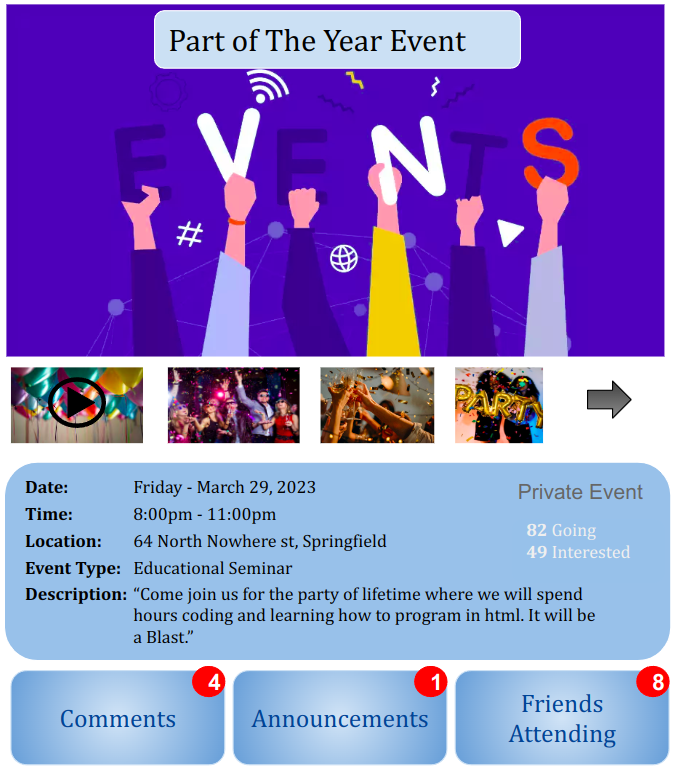 Part of The Year Event
EVENTS
#
PARTY
Date: Friday - March 29, 2023
Private Event
Time: 8:00pm - 11:00pm
82 Going
Location: 64 North Nowhere st, Springfield
49 Interested
Event Type: Educational Seminar
Description: “Come join us for the party of lifetime where we will spend
hours coding and learning how to program in html. It will be
a Blast.”
4
1
8
Comments
Announcements
Friends
Attending